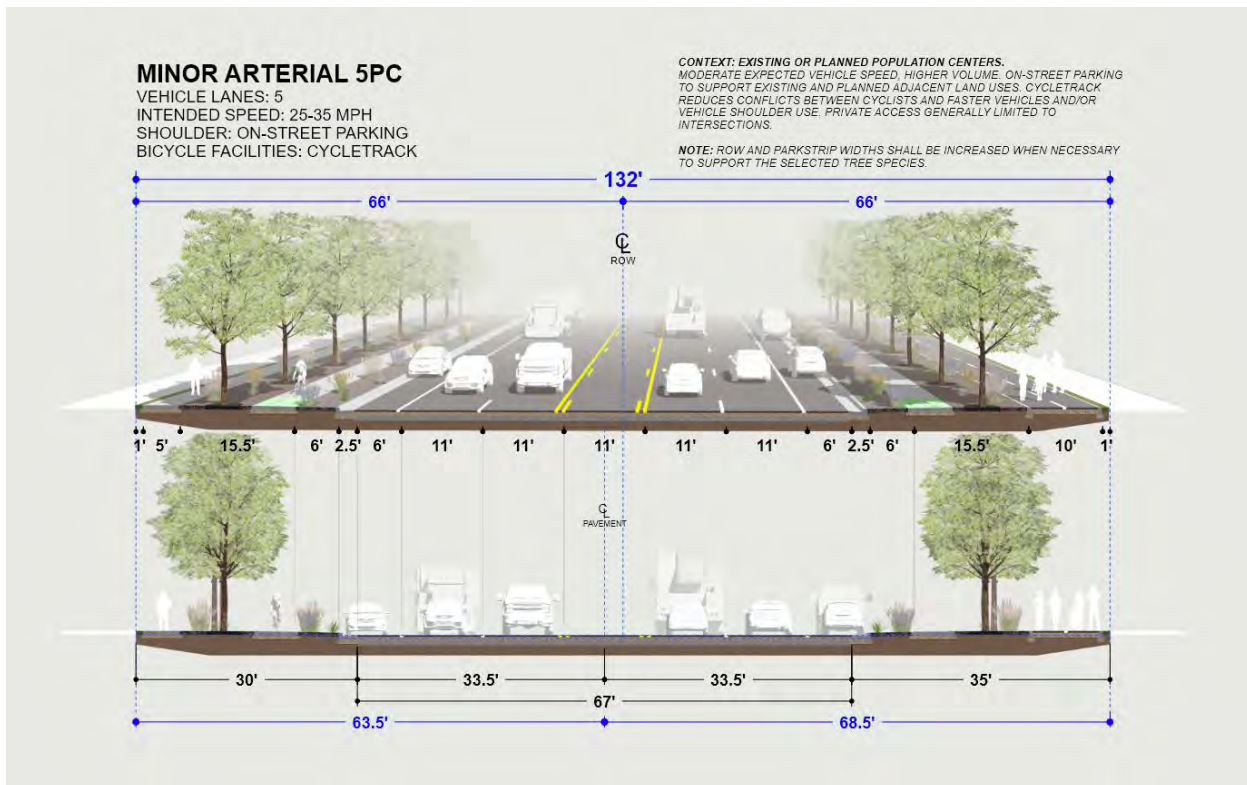 MINOR ARTERIAL 5PC
VEHICLE LANES: 5
INTENDED SPEED: 25-35 MPH
SHOULDER: ON-STREET PARKING
BICYCLE FACILITIES: CYCLETRACK
CONTEXT: EXISTING OR PLANNED POPULATION CENTERS.
MODERATE EXPECTED VEHICLE SPEED, HIGHER VOLUME. ON-STREET PARKING
TO SUPPORT EXISTING AND PLANNED ADJACENT LAND USES. CYCLETRACK
REDUCES CONFLICTS BETWEEN CYCLISTS AND FASTER VEHICLES AND/OR
VEHICLE SHOULDER USE. PRIVATE ACCESS GENERALLY LIMITED TO
INTERSECTIONS.
NOTE: ROW AND PARKSTRIP WIDTHS SHALL BE INCREASED WHEN NECESSARY
TO SUPPORT THE SELECTED TREE SPECIES.
132'
66' 66'
℄
ROW
1' 5' 15.5' 6' 2.5' 6' 11' 11' 11' 11' 11' 6' 2.5' 6' 15.5' 10' 1'
℄
PAVEMENT
30' 33.5' 33.5' 35'
67'
63.5' 68.5'